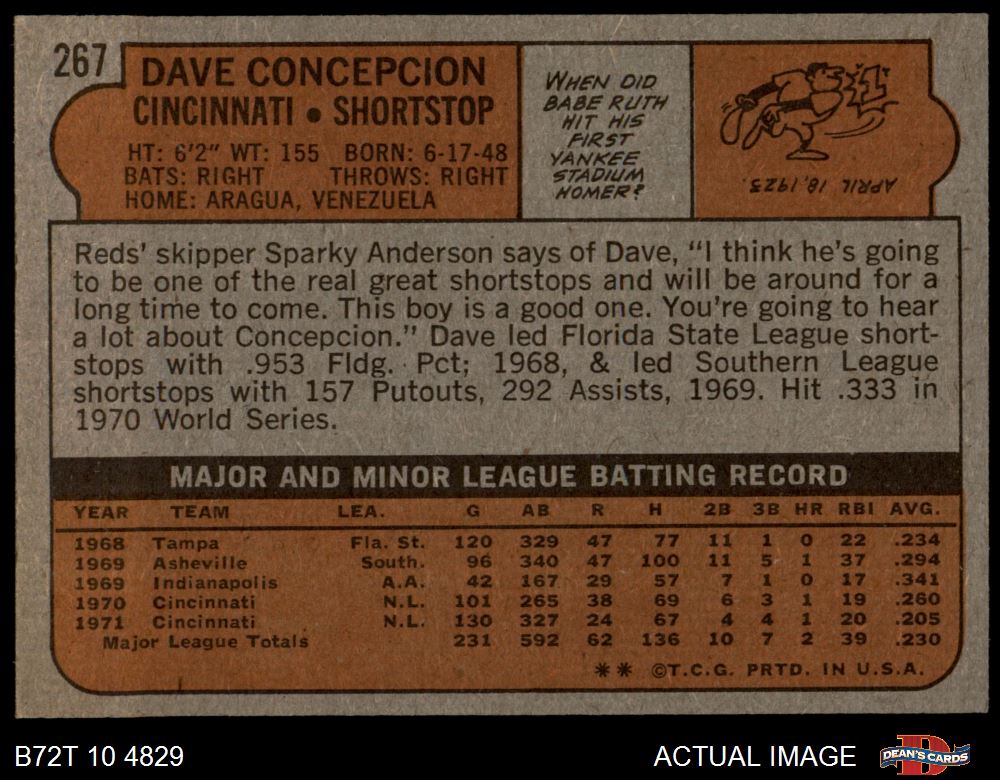 267
DAVE CONCEPCION
CINCINNATI • SHORTSTOP
HT: 6'2" WT: 155 BORN: 6-17-48
BATS: RIGHT THROWS: RIGHT
HOME: ARAGUA, VENEZUELA
WHEN DID
BABE RUTH
HIT HIS
FIRST
YANKEE
STADIUM
HOMER?
1
APRIL 18, 1923.
Reds' skipper Sparky Anderson says of Dave, "I think he's going
to be one of the real great shortstops and will be around for a
long time to come. This boy is a good one. You're going to hear
a lot about Concepcion." Dave led Florida State League short-
stops with .953 Fldg. Pct; 1968, & led Southern League
shortstops with 157 Putouts, 292 Assists, 1969. Hit .333 in
1970 World Series.
MAJOR AND MINOR LEAGUE BATTING RECORD
YEAR TEAM LEA. G AB R H 2B 3B HR RBI AVG.
1968 Tampa Fla. St. 120 329 47 77 11 1 0 22 .234
1969 Asheville South. 96 340 47 100 11 5 1 37 .294
1969 Indianapolis A.A. 42 167 29 57 7 1 0 17 .341
1970 Cincinnati N.L. 101 265 38 69 6 3 1 19 .260
1971 Cincinnati N.L. 130 327 24 67 4 4 1 20 .205
Major League Totals 231 592 62 136 10 7 2 39 .230
** ©T.C.G. PRTD. IN U.S.A.
B72T 10 4829
ACTUAL IMAGE
D
DEAN'S CARDS